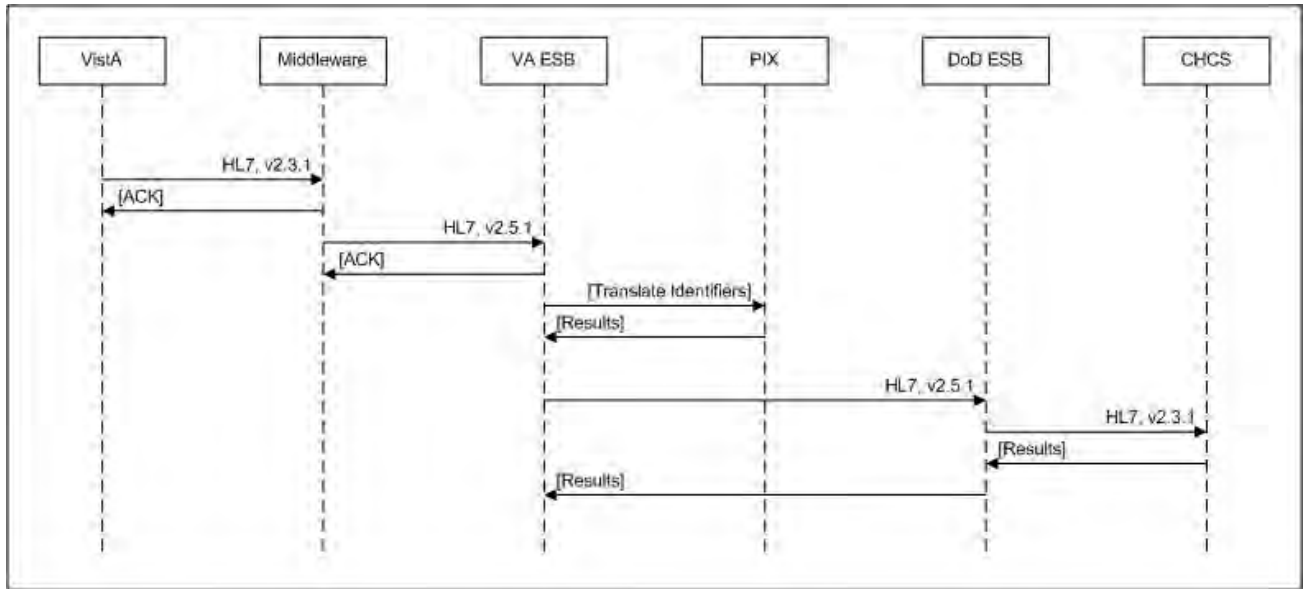 VistA
Middleware
VA ESB
PIX
DoD ESB
CHCS
HL7, v2.3.1
[ACK]
HL7, v2.5.1
[ACK]
[Translate Identifiers]
[Results]
HL7, v2.5.1
HL7, v2.3.1
[Results]
[Results]